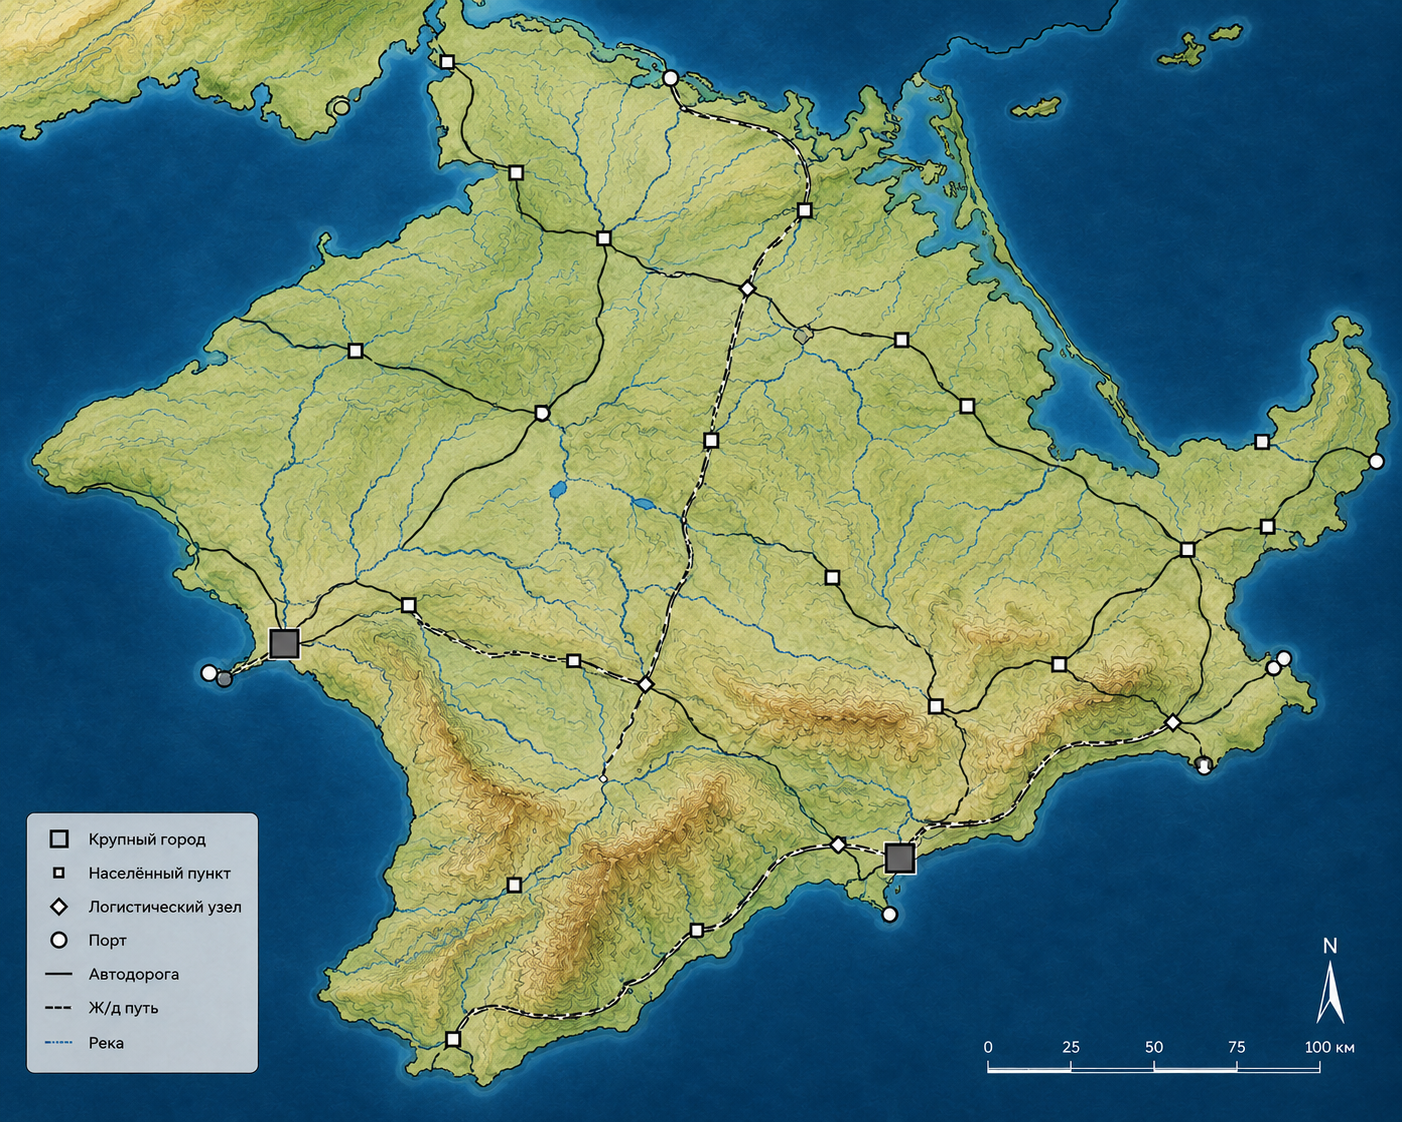 Крупный город
Населённый пункт
Логистический узел
Порт
Автодорога
Ж/д путь
Река
N
0 25 50 75 100 км